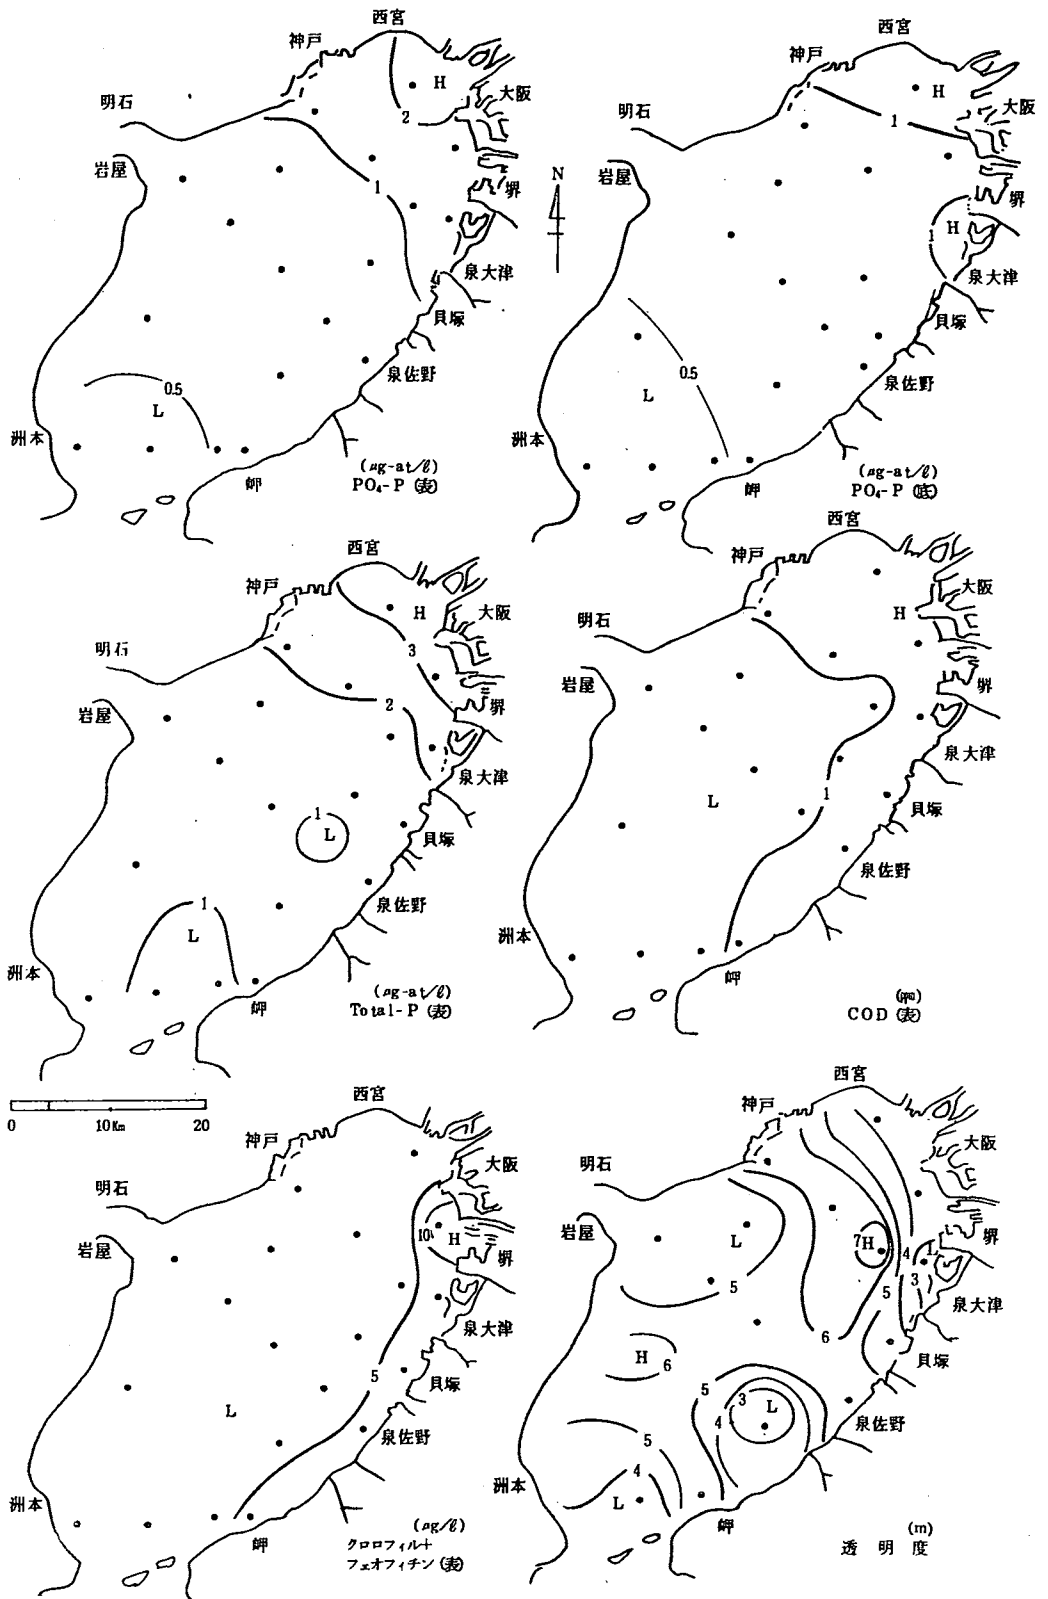 西宮
神戸
H
明石
2
大阪
岩屋
1
堺
泉大津
貝塚
0.5
泉佐野
L
洲本
岬
(μg-at/ℓ)
PO₄-P (表)
N
西宮
神戸
H
大阪
明石
1
岩屋
堺
H
1
泉大津
貝塚
0.5
泉佐野
L
洲本
岬
(μg-at/ℓ)
PO₄-P (底)
西宮
神戸
H
大阪
明石
3
岩屋
2
堺
泉大津
1
L
貝塚
1
泉佐野
L
洲本
岬
(μg-at/ℓ)
Total-P (表)
西宮
神戸
H
大阪
明石
岩屋
堺
泉大津
L
1
貝塚
泉佐野
洲本
岬
(ppm)
COD (表)
0 10Km 20
西宮
神戸
大阪
明石
岩屋
10
H
堺
泉大津
5
貝塚
L
泉佐野
洲本
岬
(μg/ℓ)
クロロフィル+
フェオフィチン (表)
西宮
神戸
大阪
明石
岩屋
L
7
H
4
L
堺
5
5
3
泉大津
6
H
6
貝塚
5
3
L
4
泉佐野
5
4
L
洲本
岬
(m)
透明度